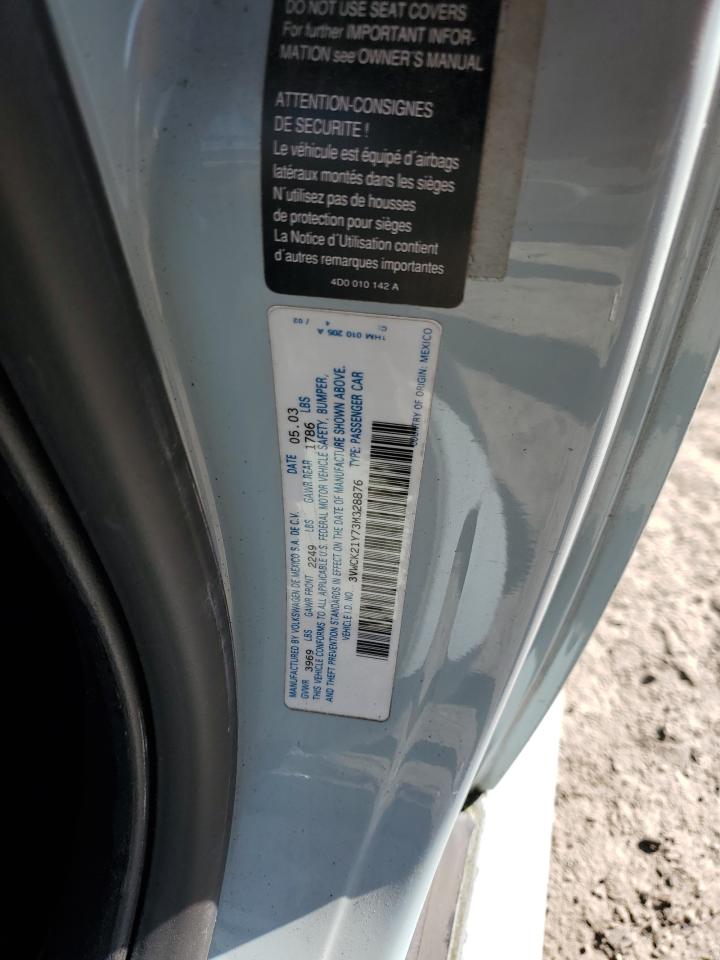 DO NOT USE SEAT COVERS
For further IMPORTANT INFOR-
MATION see OWNER'S MANUAL
ATTENTION-CONSIGNES
DE SECURITE !
Le véhicule est équipé d'airbags
latéraux montés dans les sièges
N'utilisez pas de housses
de protection pour sièges
La Notice d'Utilisation contient
d'autres remarques importantes
4D0 010 142 A
1HM 010 205 A
4 / 02
MANUFACTURED BY VOLKSWAGEN DE MEXICO S.A. DE C.V. DATE 05.03
GVWR 3969 LBS GAWR FRONT 2249 LBS GAWR REAR 1786 LBS
THIS VEHICLE CONFORMS TO ALL APPLICABLE U.S. FEDERAL MOTOR VEHICLE SAFETY, BUMPER,
AND THEFT PREVENTION STANDARDS IN EFFECT ON THE DATE OF MANUFACTURE SHOWN ABOVE.
VEHICLE I.D. NO. 3VWCK21Y73M328876 TYPE: PASSENGER CAR
COUNTRY OF ORIGIN: MEXICO